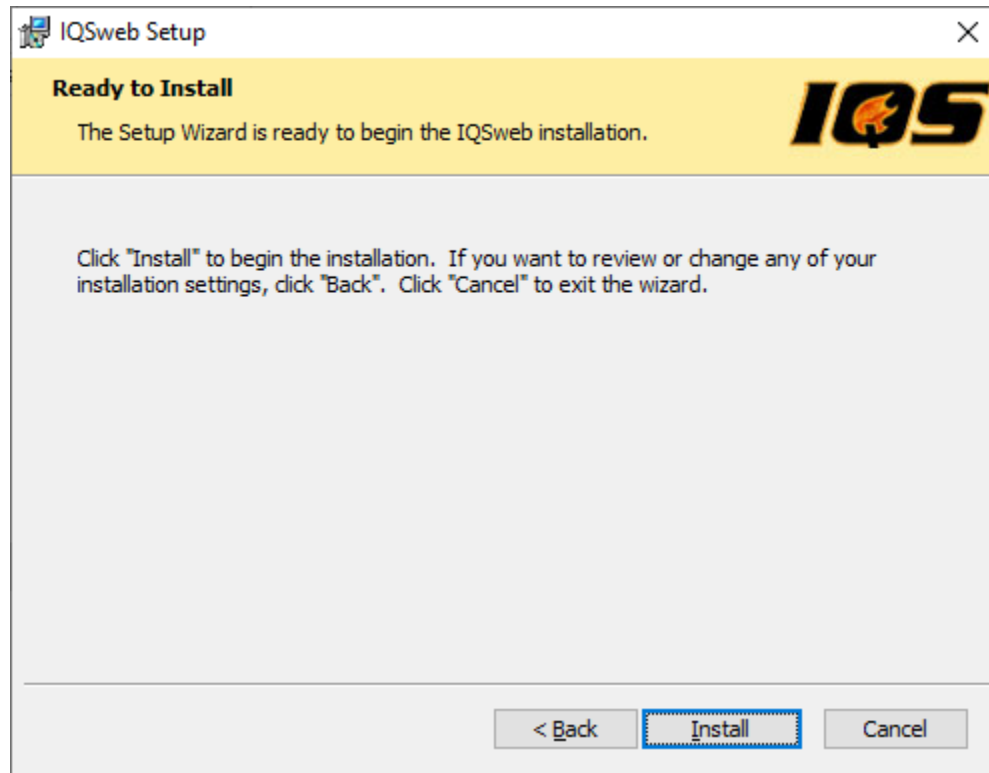 IQSweb Setup
Ready to Install
The Setup Wizard is ready to begin the IQSweb installation.
IQS
Click "Install" to begin the installation.  If you want to review or change any of your
installation settings, click "Back".  Click "Cancel" to exit the wizard.
< Back
Install
Cancel